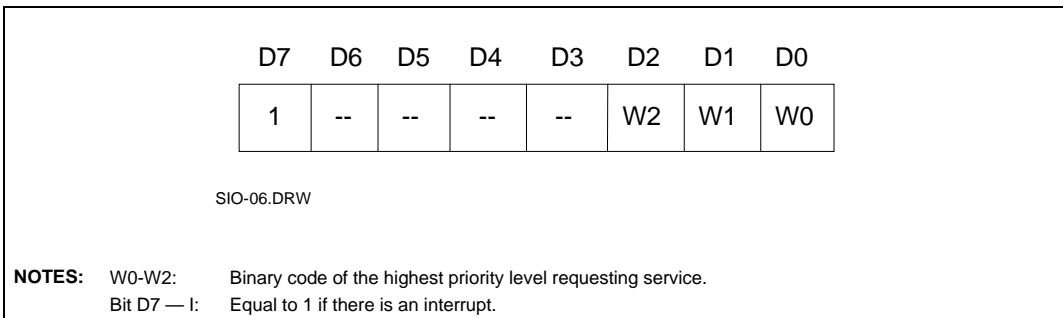 D7 D6 D5 D4 D3 D2 D1 D0
1 -- -- -- -- W2 W1 W0
SIO-06.DRW
NOTES: W0-W2: Binary code of the highest priority level requesting service.
Bit D7 — I: Equal to 1 if there is an interrupt.